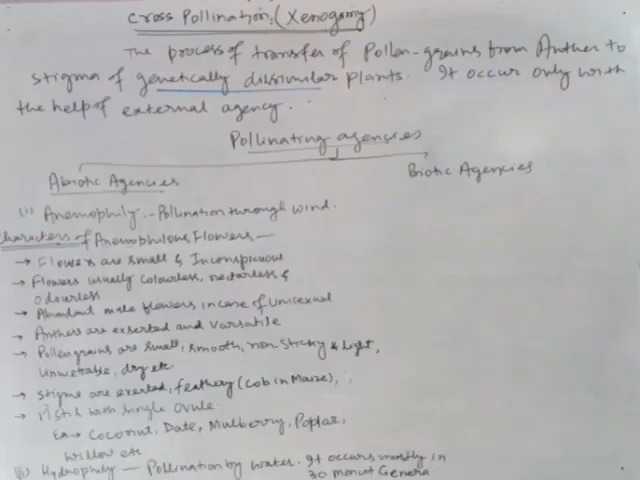 Cross Pollination:(Xenogamy)
The process of transfer of Pollen-grains from Anther to
stigma of genetically dissimilar plants. It occur only with
the help of external agency.
Pollinating agencies
Abiotic Agencies
Biotic Agencies
(i) Anemophily:- Pollination through wind.
Characters of Anemophilous Flowers—
→ Flowers are small & Inconspicuous
→ Flowers usually colourless, nectarless &
odourless
→ Abundant male flowers in case of Unisexual
→ Anthers are exserted and Varsatile
→ Pollen grains are small, smooth, non sticky & light,
Unwettable, dry etc
→ stigma are exerted, feathery (Cob in Maize),
→ Pistil with single ovule.
Ex→ Coconut, Date, Mulberry, Poplar,
Willow etc.
(ii) Hydrophily — Pollination by water. It occurs mostly in
30 monocot Genera.